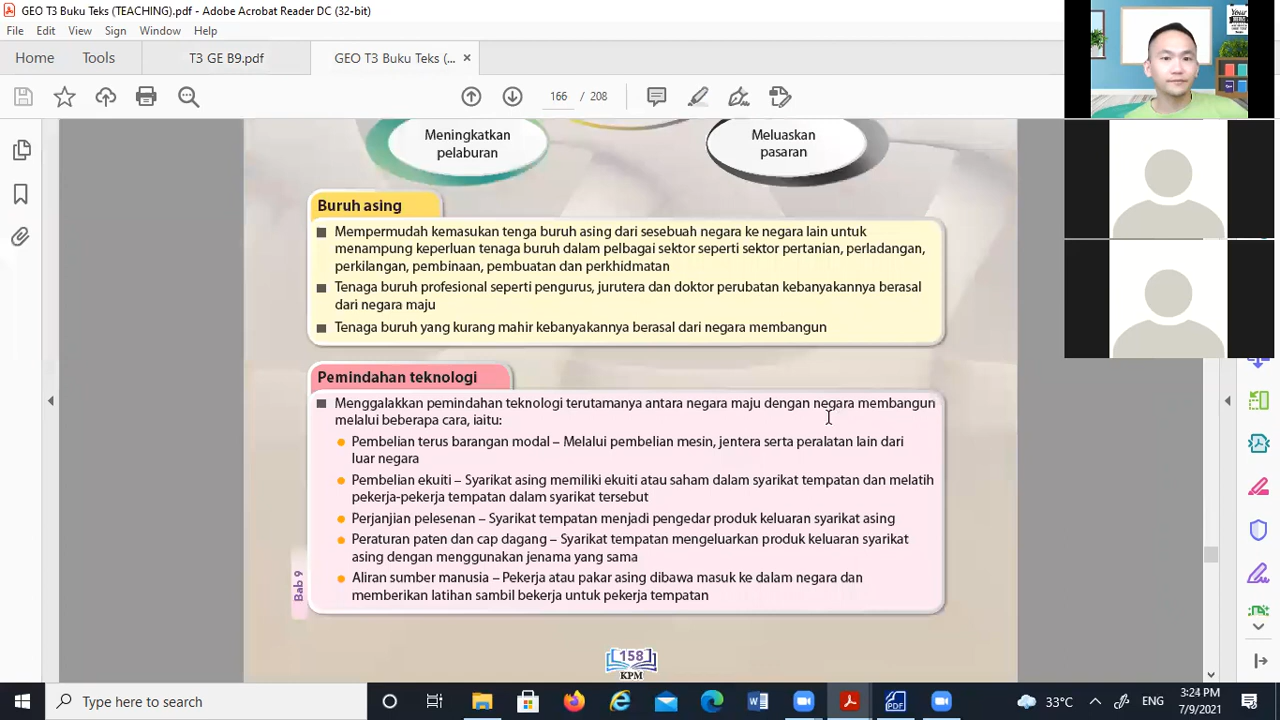 GEO T3 Buku Teks (TEACHING).pdf - Adobe Acrobat Reader DC (32-bit)
File Edit View Sign Window Help
Home Tools T3 GE B9.pdf GEO T3 Buku Teks (... ×
166 / 208
Meningkatkan
pelaburan
Meluaskan
pasaran
Buruh asing
Mempermudah kemasukan tenga buruh asing dari sesebuah negara ke negara lain untuk
menampung keperluan tenaga buruh dalam pelbagai sektor seperti sektor pertanian, perladangan,
perkilangan, pembinaan, pembuatan dan perkhidmatan
Tenaga buruh profesional seperti pengurus, jurutera dan doktor perubatan kebanyakannya berasal
dari negara maju
Tenaga buruh yang kurang mahir kebanyakannya berasal dari negara membangun
Pemindahan teknologi
Menggalakkan pemindahan teknologi terutamanya antara negara maju dengan negara membangun
melalui beberapa cara, iaitu:
Pembelian terus barangan modal – Melalui pembelian mesin, jentera serta peralatan lain dari
luar negara
Pembelian ekuiti – Syarikat asing memiliki ekuiti atau saham dalam syarikat tempatan dan melatih
pekerja-pekerja tempatan dalam syarikat tersebut
Perjanjian pelesenan – Syarikat tempatan menjadi pengedar produk keluaran syarikat asing
Peraturan paten dan cap dagang – Syarikat tempatan mengeluarkan produk keluaran syarikat
asing dengan menggunakan jenama yang sama
Aliran sumber manusia – Pekerja atau pakar asing dibawa masuk ke dalam negara dan
memberikan latihan sambil bekerja untuk pekerja tempatan
Bab 9
158
KPM
Type here to search
33°C ENG
3:24 PM
7/9/2021